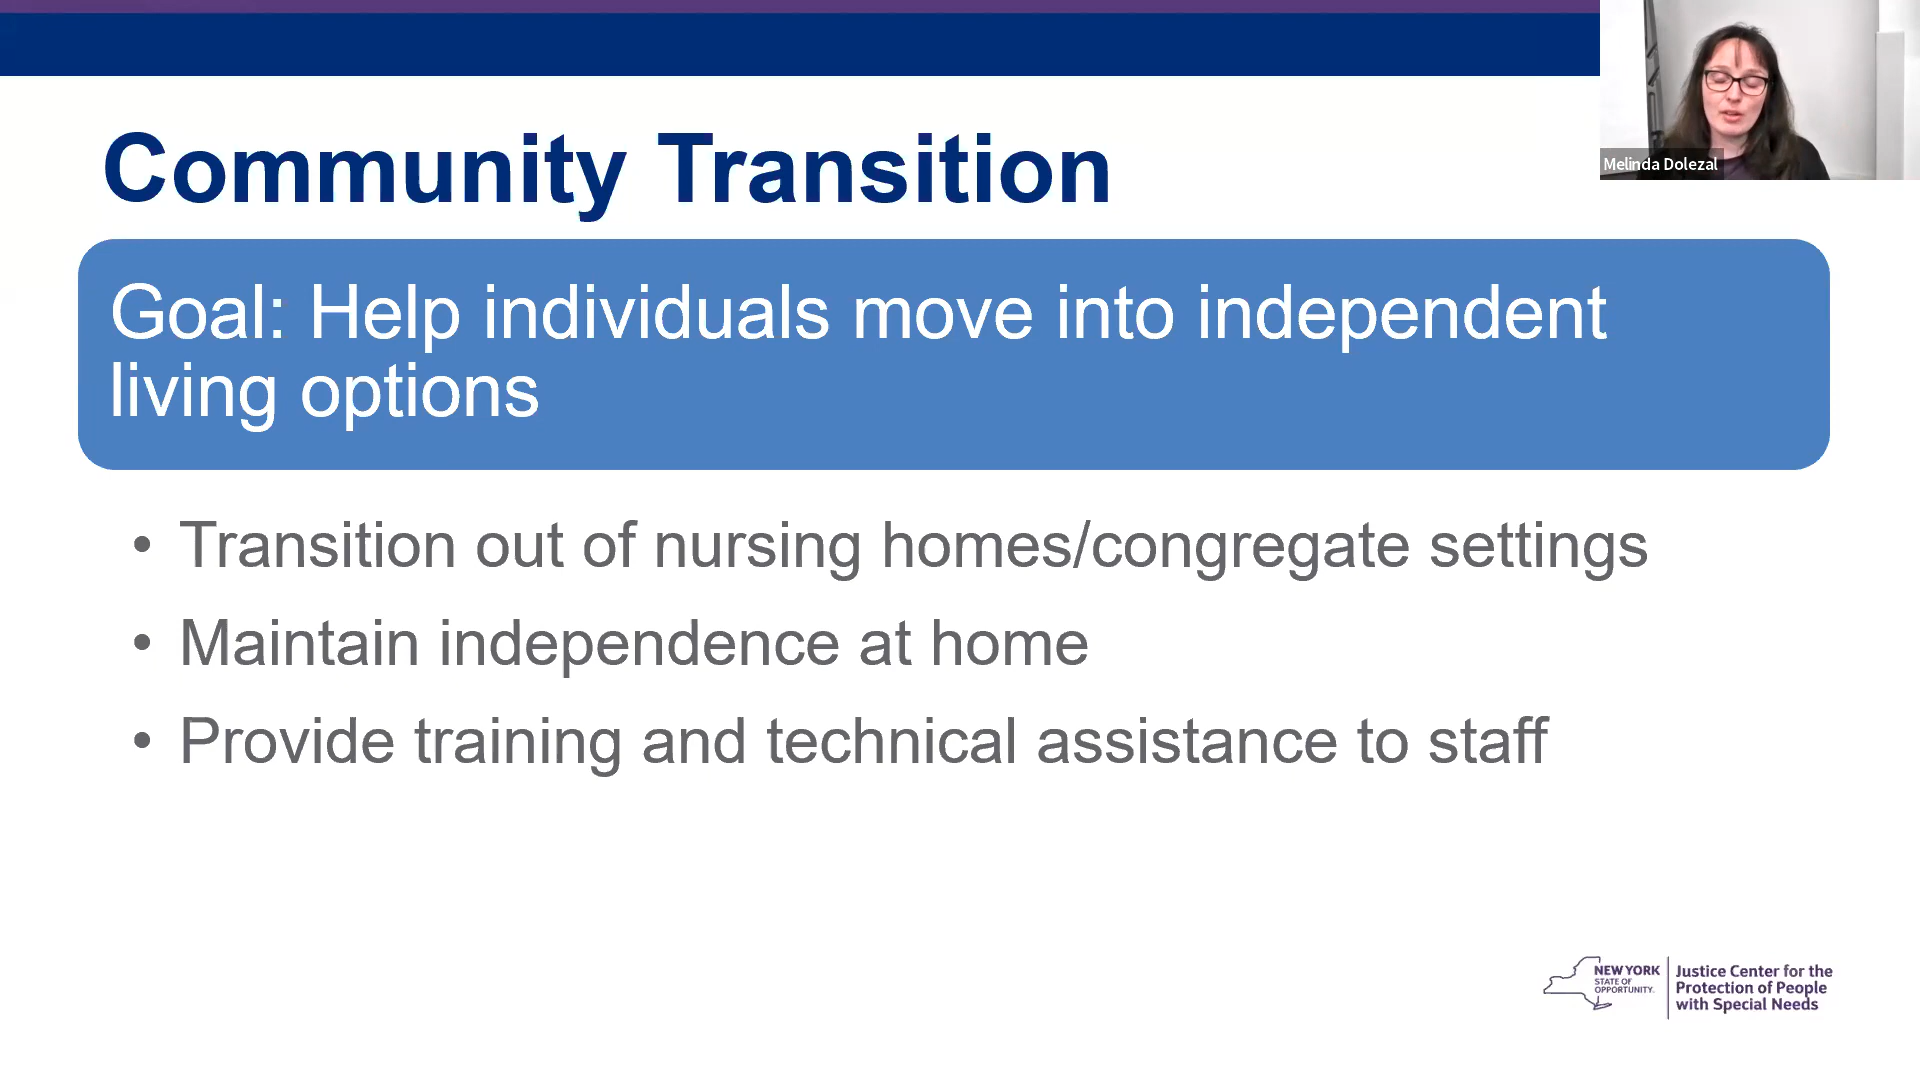 Melinda Dolezal
Community Transition
Goal: Help individuals move into independent
living options
• Transition out of nursing homes/congregate settings
• Maintain independence at home
• Provide training and technical assistance to staff
NEW YORK
STATE OF
OPPORTUNITY.
Justice Center for the
Protection of People
with Special Needs